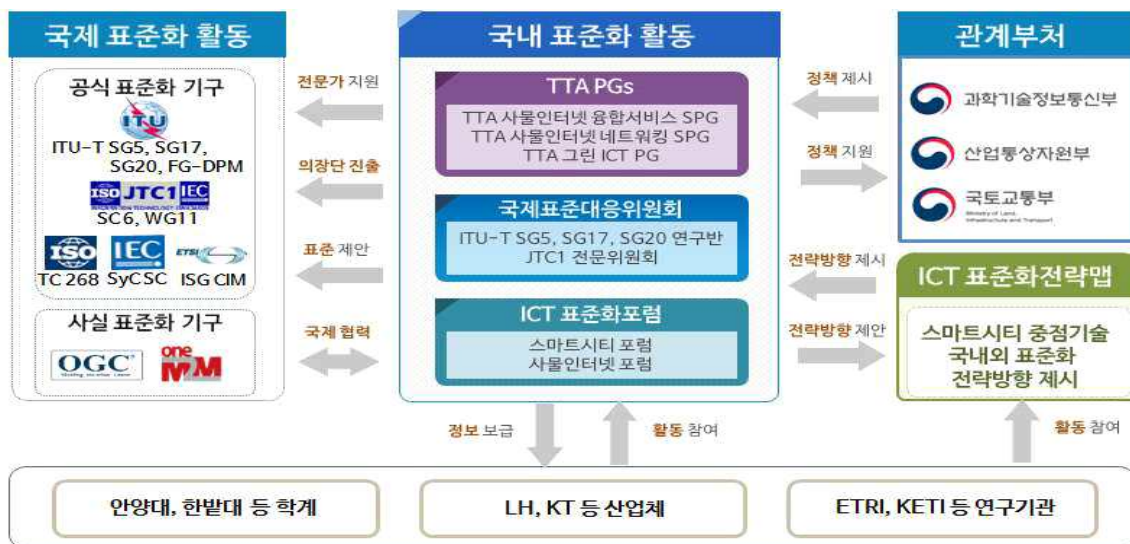 국제 표준화 활동
공식 표준화 기구
ITU
ITU-T SG5, SG17,
SG20, FG-DPM
ISO JTC1 IEC
SC6, WG11
ISO IEC ETSI
TC 268 SyCSC ISG CIM
사실 표준화 기구
OGC
one
M2M
전문가 지원
의장단 진출
표준 제안
국제 협력
국내 표준화 활동
TTA PGs
TTA 사물인터넷 융합서비스 SPG
TTA 사물인터넷 네트워킹 SPG
TTA 그린 ICT PG
국제표준대응위원회
ITU-T SG5, SG17, SG20 연구반
JTC1 전문위원회
ICT 표준화포럼
스마트시티 포럼
사물인터넷 포럼
정책 제시
정책 지원
전략방향 제시
전략방향 제안
관계부처
과학기술정보통신부
산업통상자원부
국토교통부
Ministry of Land,
Infrastructure and Transport
ICT 표준화전략맵
스마트시티 중점기술
국내외 표준화
전략방향 제시
정보 보급
활동 참여
활동 참여
안양대, 한밭대 등 학계
LH, KT 등 산업체
ETRI, KETI 등 연구기관